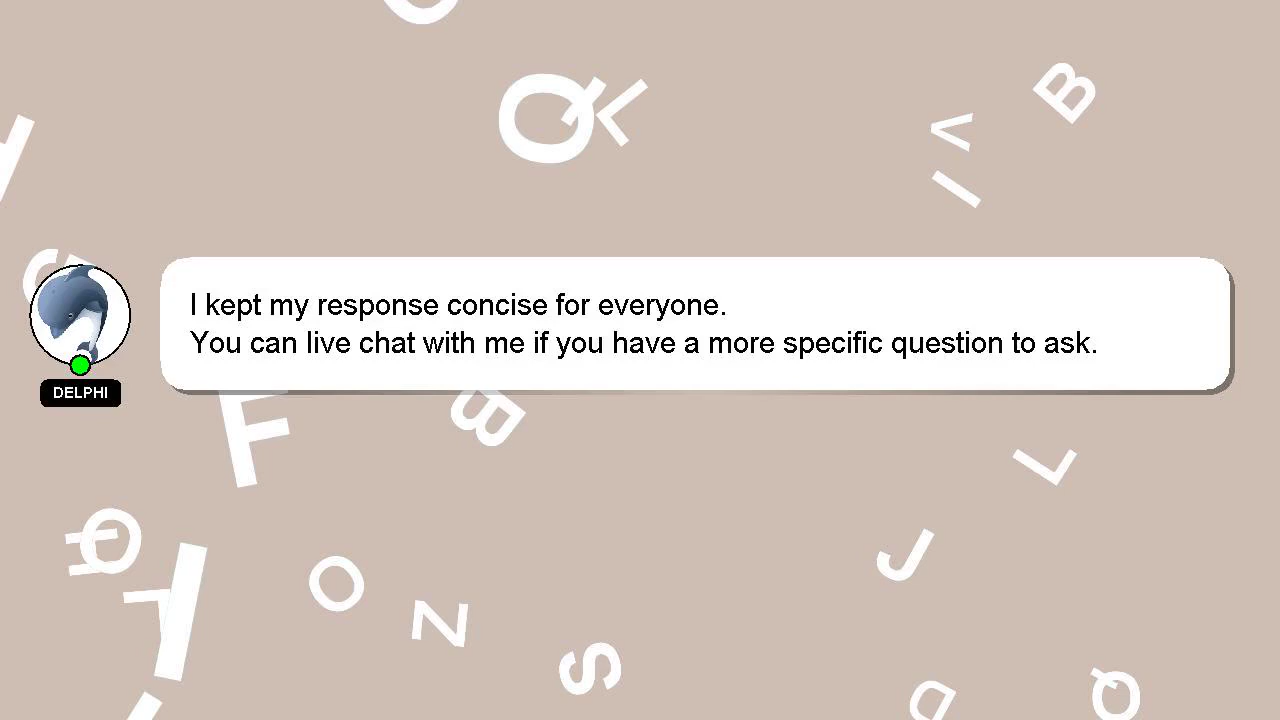 I kept my response concise for everyone.
You can live chat with me if you have a more specific question to ask.
DELPHI
O
Q
L
B
V
I
F
B
L
J
O
Z
S
D
Q